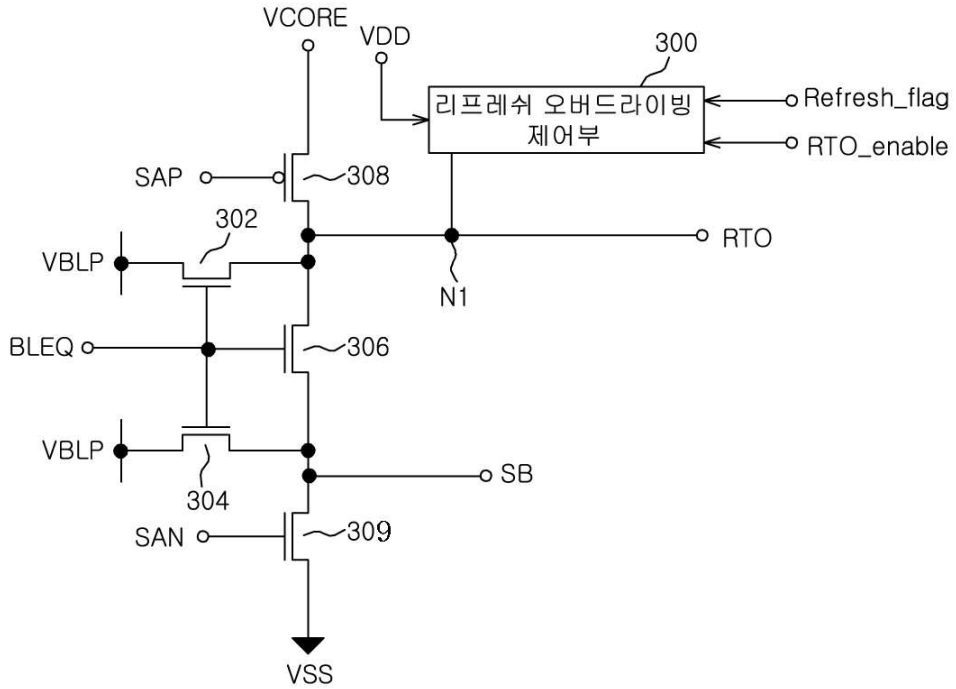 VCORE
VDD
300
리프레쉬 오버드라이빙
제어부
Refresh_flag
RTO_enable
SAP
308
302
RTO
VBLP
N1
BLEQ
306
VBLP
304
SB
SAN
309
VSS